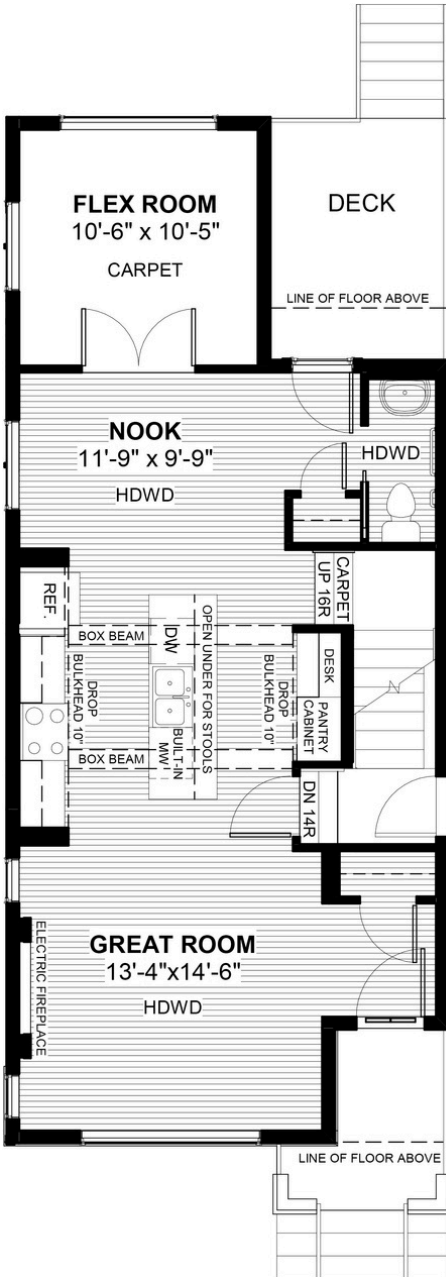 FLEX ROOM
10'-6" x 10'-5"
CARPET
DECK
LINE OF FLOOR ABOVE
NOOK
11'-9" x 9'-9"
HDWD
HDWD
CARPET
UP 16R
REF.
BOX BEAM
DROP
BULKHEAD 10"
DW
OPEN UNDER FOR STOOLS
BUILT-IN
MW
DROP
BULKHEAD 10"
DESK
PANTRY
CABINET
BOX BEAM
DN 14R
N
GREAT ROOM
13'-4"x14'-6"
HDWD
ELECTRIC FIREPLACE
LINE OF FLOOR ABOVE